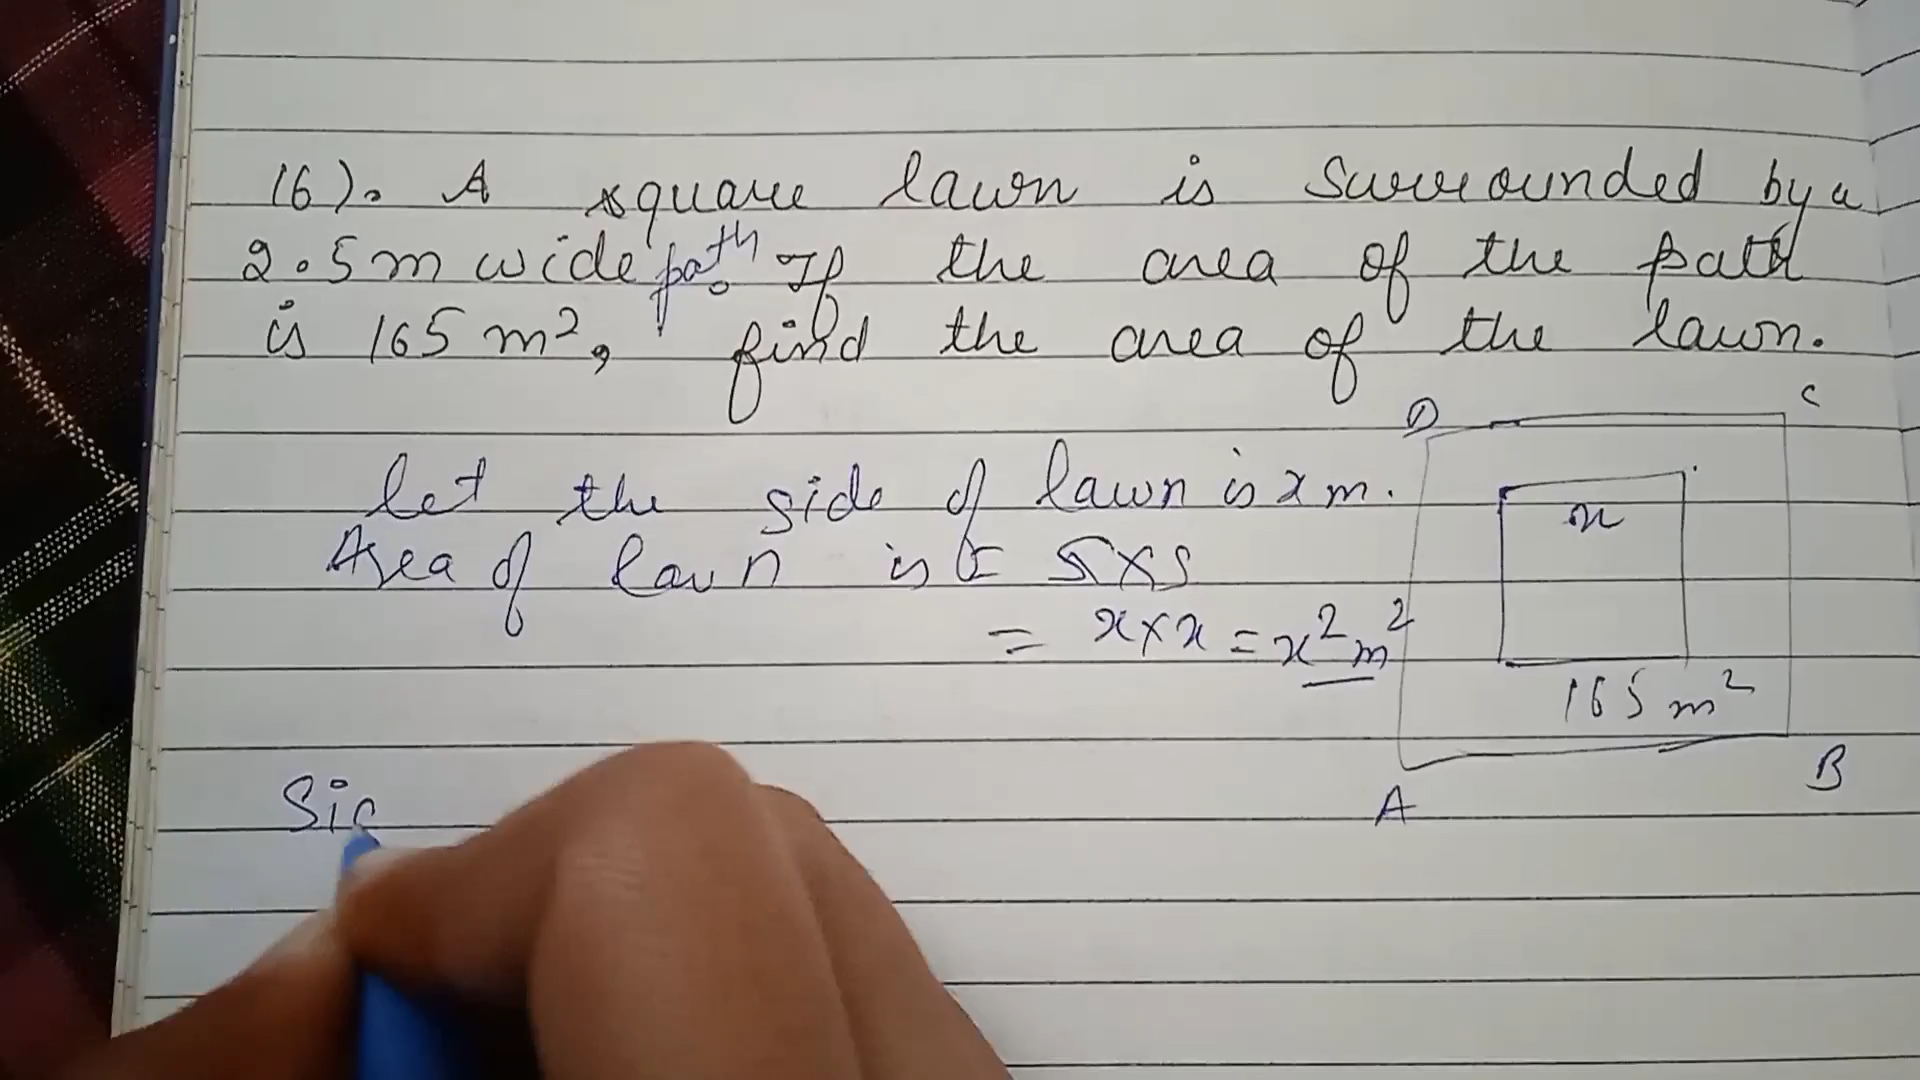 16). A square lawn is surrounded by a
2.5m wide path. If the area of the path
is 165 m², find the area of the lawn.
let the side of lawn is x m.
Area of lawn is = S×S
= x×x = x² m²
D
C
x
165 m²
A
B
Sid